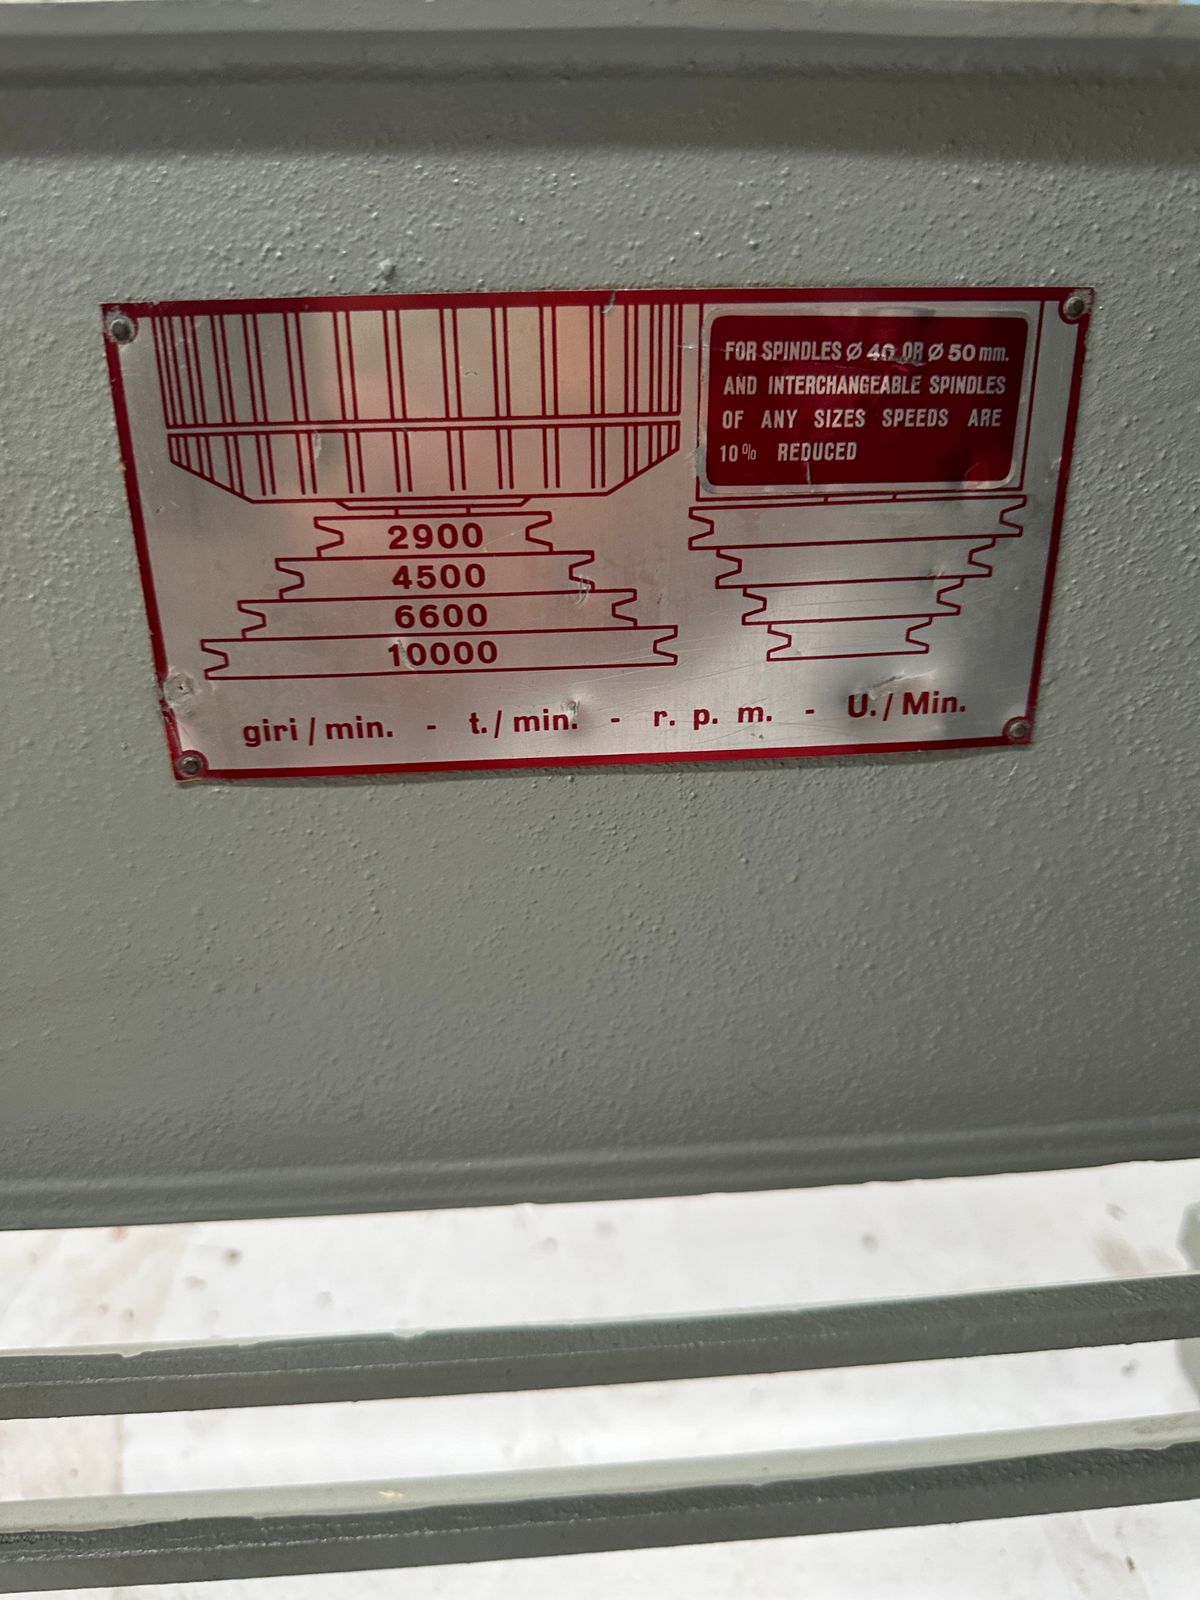 FOR SPINDLES Ø 40 OR Ø 50 mm.
AND INTERCHANGEABLE SPINDLES
OF ANY SIZES SPEEDS ARE
10% REDUCED
2900
4500
6600
10000
giri / min. - t. / min. - r. p. m. - U. / Min.